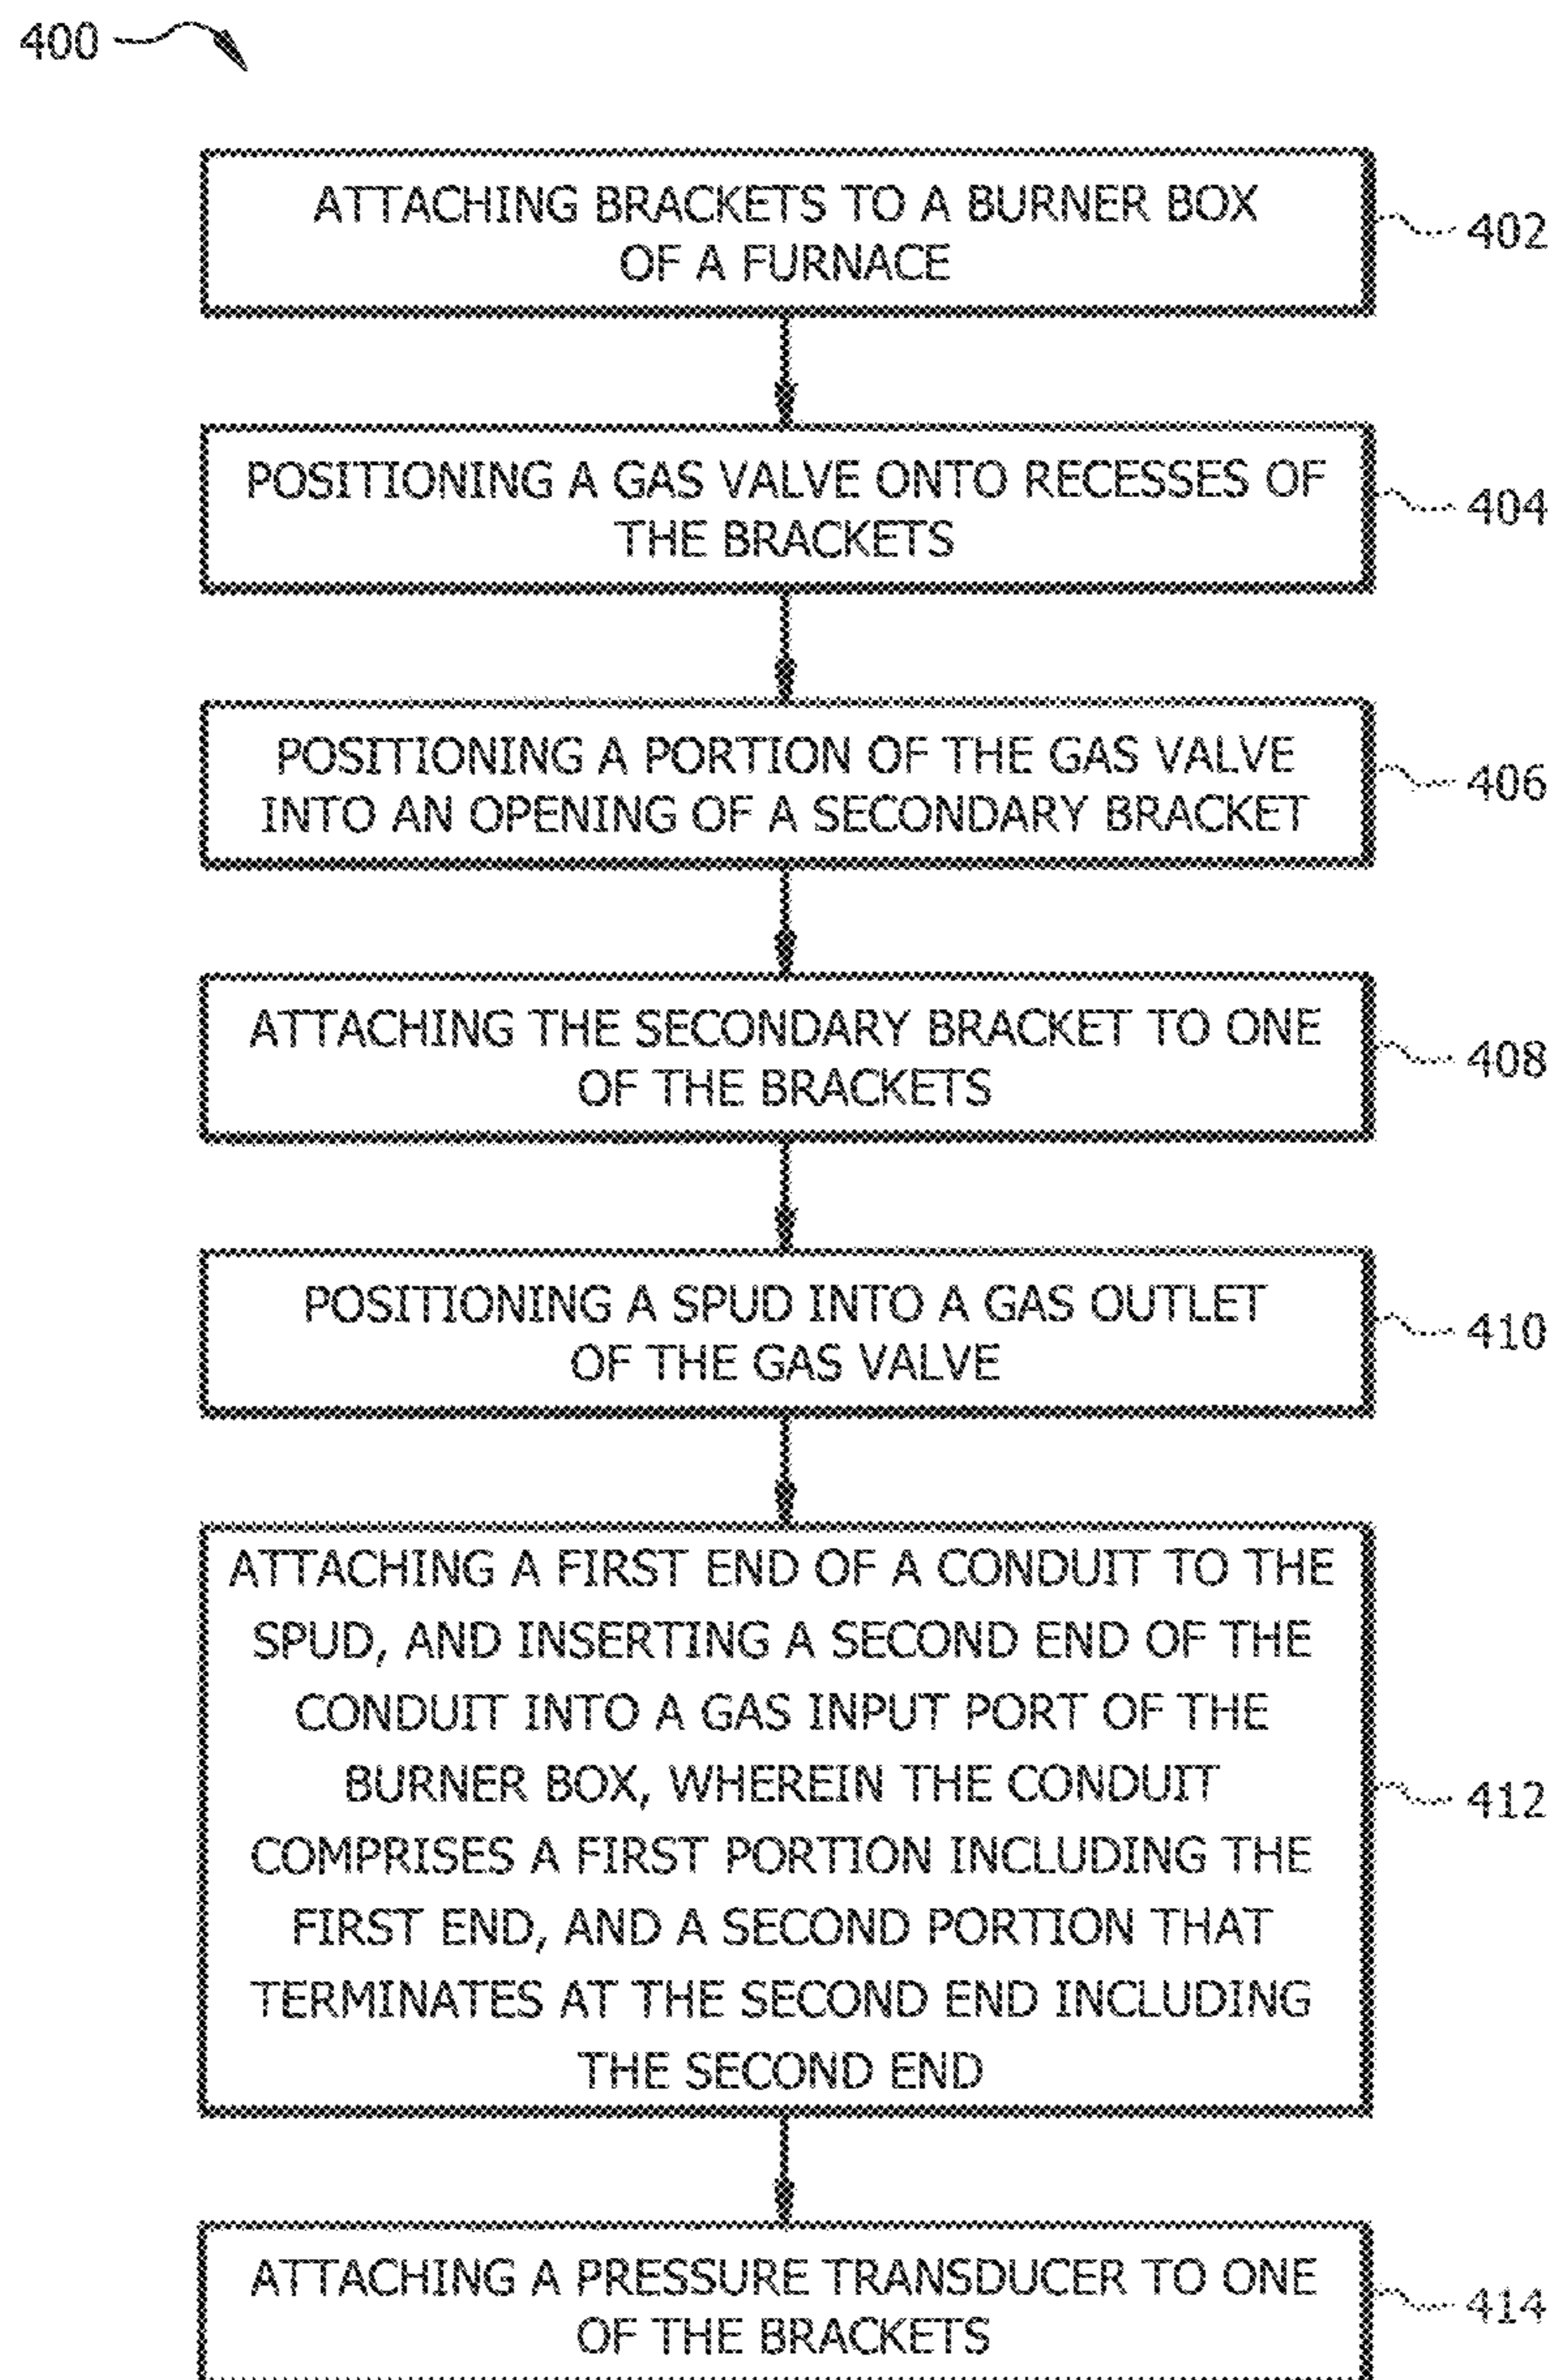 400
ATTACHING BRACKETS TO A BURNER BOX
OF A FURNACE
402
POSITIONING A GAS VALVE ONTO RECESSES OF
THE BRACKETS
404
POSITIONING A PORTION OF THE GAS VALVE
INTO AN OPENING OF A SECONDARY BRACKET
406
ATTACHING THE SECONDARY BRACKET TO ONE
OF THE BRACKETS
408
POSITIONING A SPUD INTO A GAS OUTLET
OF THE GAS VALVE
410
ATTACHING A FIRST END OF A CONDUIT TO THE
SPUD, AND INSERTING A SECOND END OF THE
CONDUIT INTO A GAS INPUT PORT OF THE
BURNER BOX, WHEREIN THE CONDUIT
COMPRISES A FIRST PORTION INCLUDING THE
FIRST END, AND A SECOND PORTION THAT
TERMINATES AT THE SECOND END INCLUDING
THE SECOND END
412
ATTACHING A PRESSURE TRANSDUCER TO ONE
OF THE BRACKETS
414